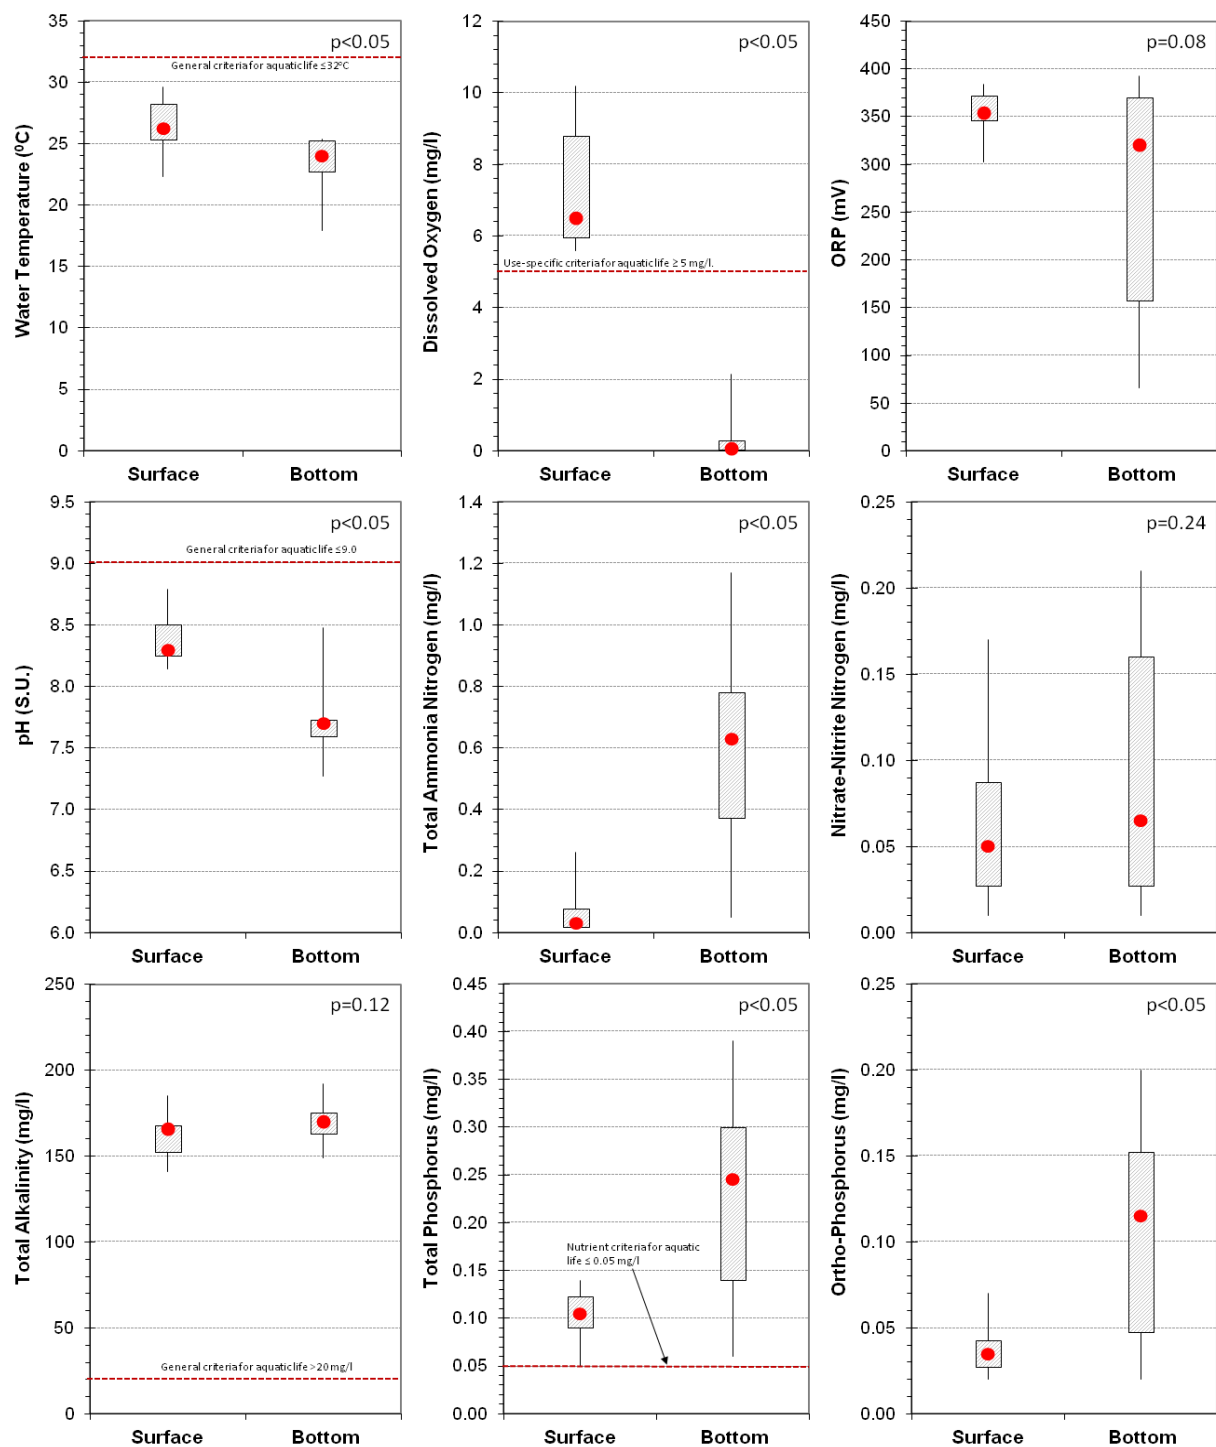 Water Temperature (⁰C)
35
30
25
20
15
10
5
0
p<0.05
General criteria for aquatic life ≤32⁰C
Surface
Bottom
Dissolved Oxygen (mg/l)
12
10
8
6
4
2
0
p<0.05
Use-specific criteria for aquatic life ≥ 5 mg/l.
Surface
Bottom
ORP (mV)
450
400
350
300
250
200
150
100
50
0
p=0.08
Surface
Bottom
pH (S.U.)
9.5
9.0
8.5
8.0
7.5
7.0
6.5
6.0
p<0.05
General criteria for aquatic life ≤9.0
Surface
Bottom
Total Ammonia Nitrogen (mg/l)
1.4
1.2
1.0
0.8
0.6
0.4
0.2
0.0
p<0.05
Surface
Bottom
Nitrate-Nitrite Nitrogen (mg/l)
0.25
0.20
0.15
0.10
0.05
0.00
p=0.24
Surface
Bottom
Total Alkalinity (mg/l)
250
200
150
100
50
0
p=0.12
General criteria for aquatic life >20 mg/l
Surface
Bottom
Total Phosphorus (mg/l)
0.45
0.40
0.35
0.30
0.25
0.20
0.15
0.10
0.05
0.00
p<0.05
Nutrient criteria for aquatic
life ≤ 0.05 mg/l
Surface
Bottom
Ortho-Phosphorus (mg/l)
0.25
0.20
0.15
0.10
0.05
0.00
p<0.05
Surface
Bottom